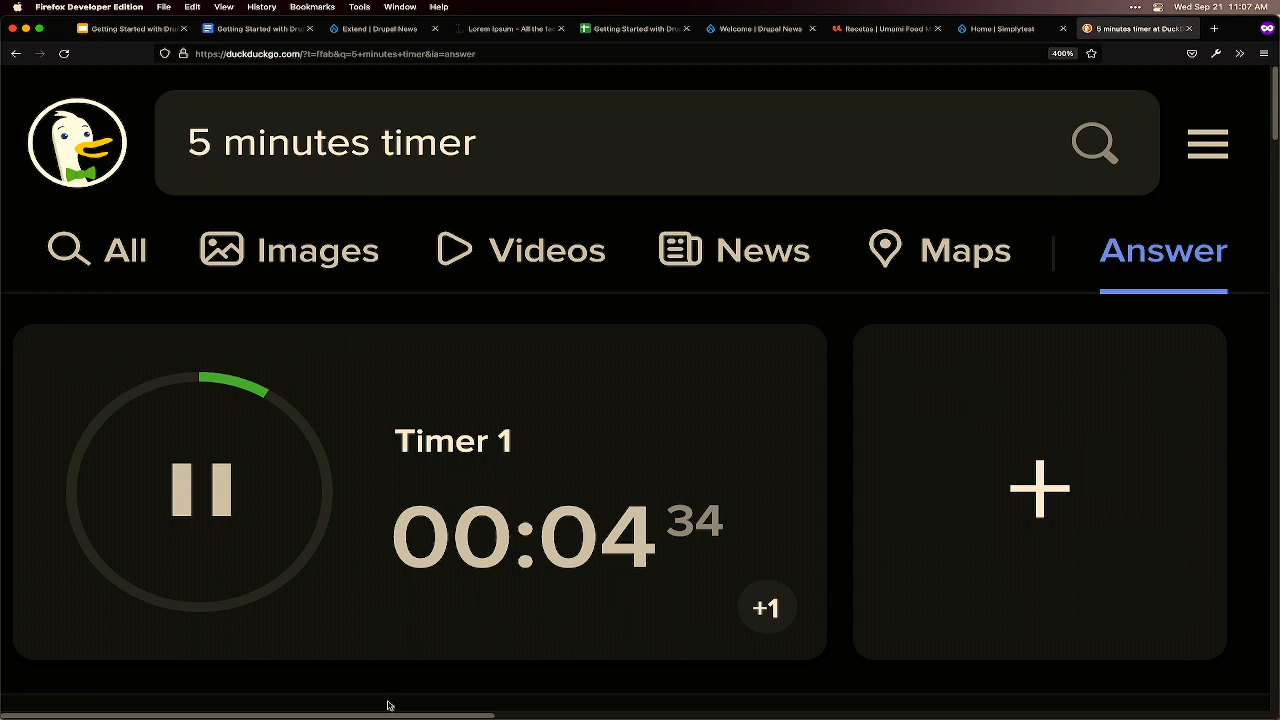 Firefox Developer Edition File Edit View History Bookmarks Tools Window Help Wed Sep 21 11:07 AM
Getting Started with Dru Getting Started with Dru Extend | Drupal News Lorem Ipsum - All the fac Getting Started with Dru Welcome | Drupal News Recetas | Umami Food M Home | Simplytest 5 minutes timer at DuckD
https://duckduckgo.com/?t=ffab&q=5+minutes+timer&ia=answer 400%
5 minutes timer
All Images Videos News Maps Answer
Timer 1
00:04 34
+1